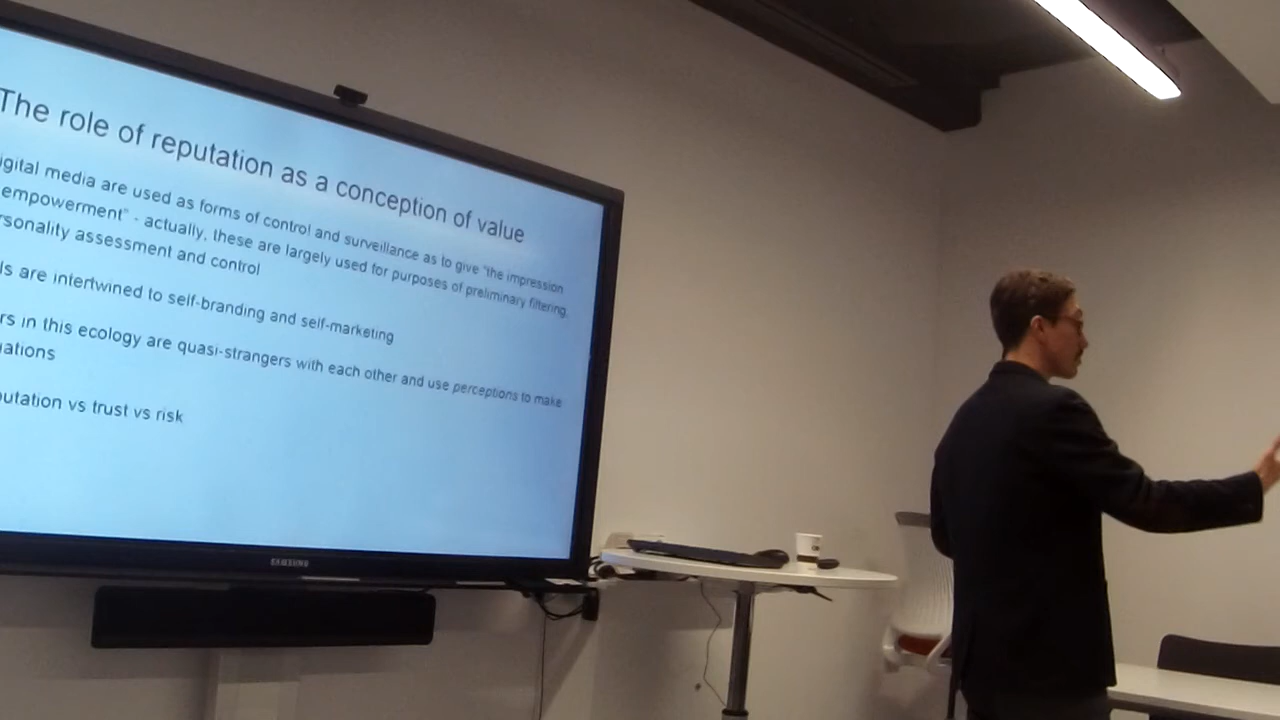 The role of reputation as a conception of value
igital media are used as forms of control and surveillance as to give "the impression
empowerment" - actually, these are largely used for purposes of preliminary filtering,
rsonality assessment and control
ls are intertwined to self-branding and self-marketing
rs in this ecology are quasi-strangers with each other and use perceptions to make
uations
utation vs trust vs risk
SAMSUNG